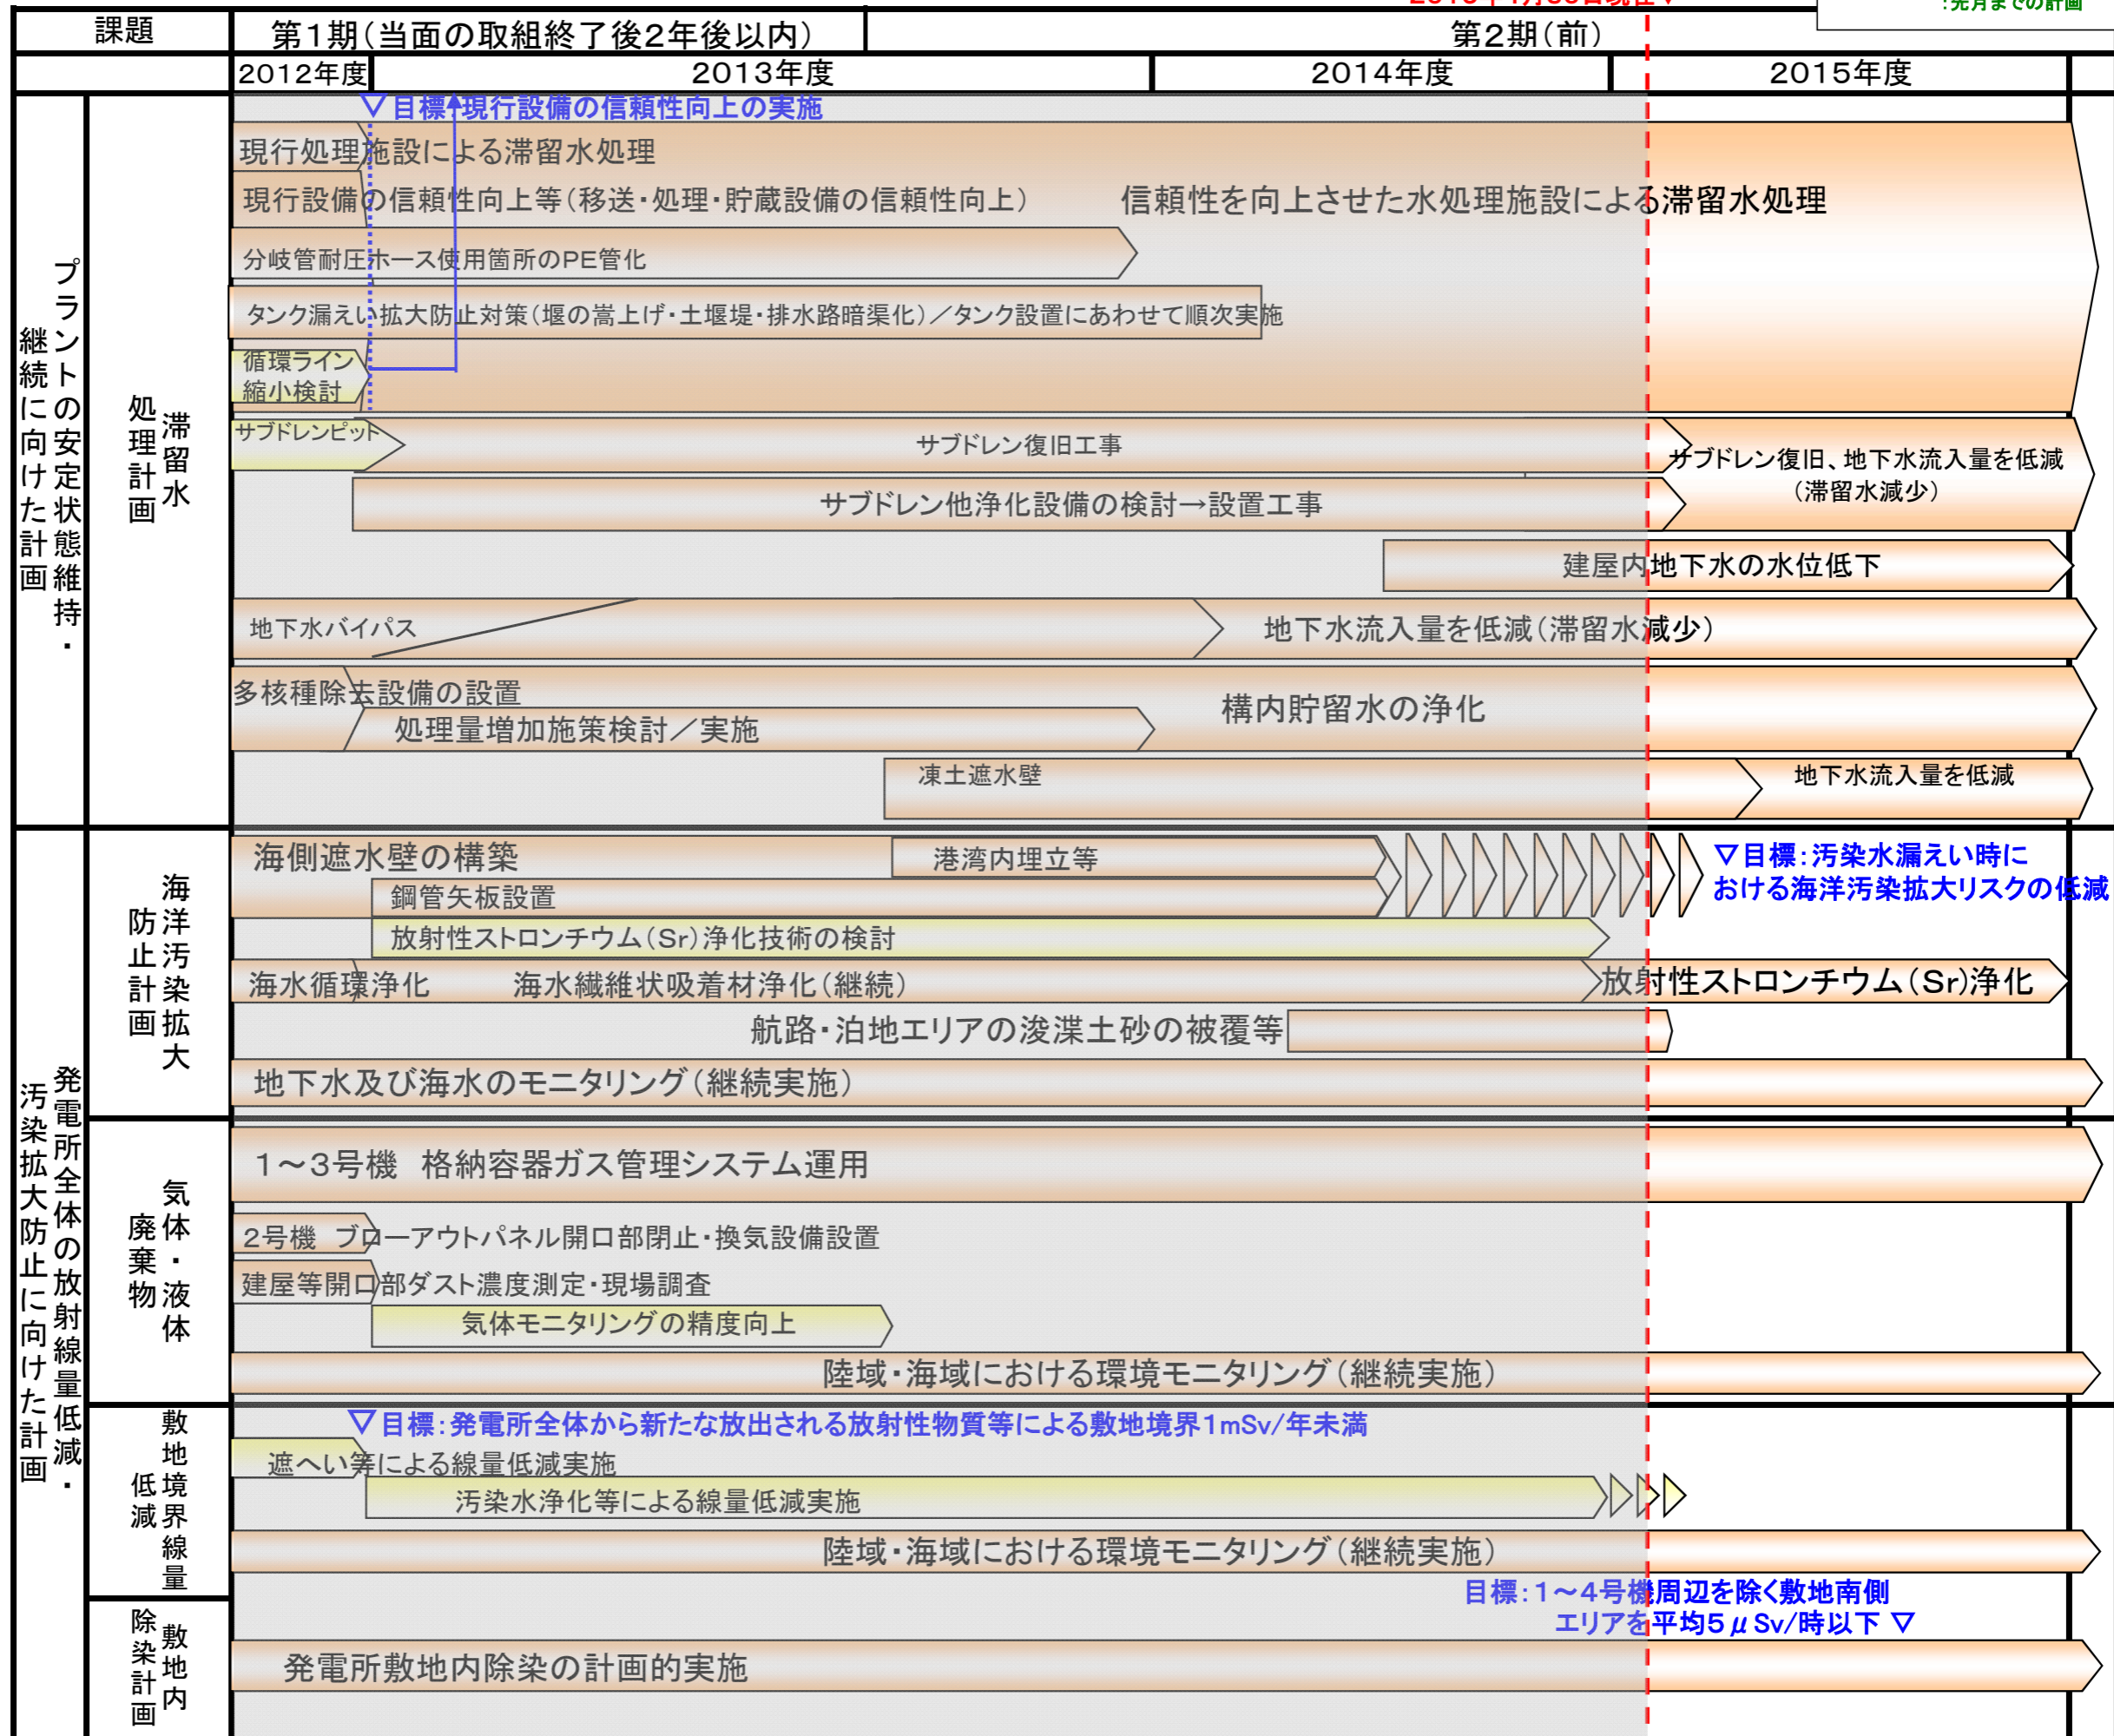 :先月までの計画
課題
第1期(当面の取組終了後2年後以内)
第2期(前)
2012年度
2013年度
2014年度
2015年度
プラントの安定状態維持・
継続に向けた計画
滞留水
処理計画
▽目標:現行設備の信頼性向上の実施
現行処理施設による滞留水処理
現行設備の信頼性向上等(移送・処理・貯蔵設備の信頼性向上)
信頼性を向上させた水処理施設による滞留水処理
分岐管耐圧ホース使用箇所のPE管化
タンク漏えい拡大防止対策(堰の嵩上げ・土堰堤・排水路暗渠化)/タンク設置にあわせて順次実施
循環ライン
縮小検討
サブドレンピット
サブドレン復旧工事
サブドレン復旧、地下水流入量を低減
(滞留水減少)
サブドレン他浄化設備の検討→設置工事
建屋内地下水の水位低下
地下水バイパス
地下水流入量を低減(滞留水減少)
多核種除去設備の設置
処理量増加施策検討/実施
構内貯留水の浄化
凍土遮水壁
地下水流入量を低減
発電所全体の放射線量低減・
汚染拡大防止に向けた計画
海洋汚染拡大
防止計画
海側遮水壁の構築
港湾内埋立等
▽目標:汚染水漏えい時に
おける海洋汚染拡大リスクの低減
鋼管矢板設置
放射性ストロンチウム(Sr)浄化技術の検討
海水循環浄化
海水繊維状吸着材浄化(継続)
放射性ストロンチウム(Sr)浄化
航路・泊地エリアの浚渫土砂の被覆等
地下水及び海水のモニタリング(継続実施)
気体・液体
廃棄物
1~3号機 格納容器ガス管理システム運用
2号機 ブローアウトパネル開口部閉止・換気設備設置
建屋等開口部ダスト濃度測定・現場調査
気体モニタリングの精度向上
陸域・海域における環境モニタリング(継続実施)
敷地境界線量
低減
▽目標:発電所全体から新たな放出される放射性物質等による敷地境界1mSv/年未満
遮へい等による線量低減実施
汚染水浄化等による線量低減実施
陸域・海域における環境モニタリング(継続実施)
敷地内
除染計画
目標:1~4号機周辺を除く敷地南側
エリアを平均5μSv/時以下 ▽
発電所敷地内除染の計画的実施